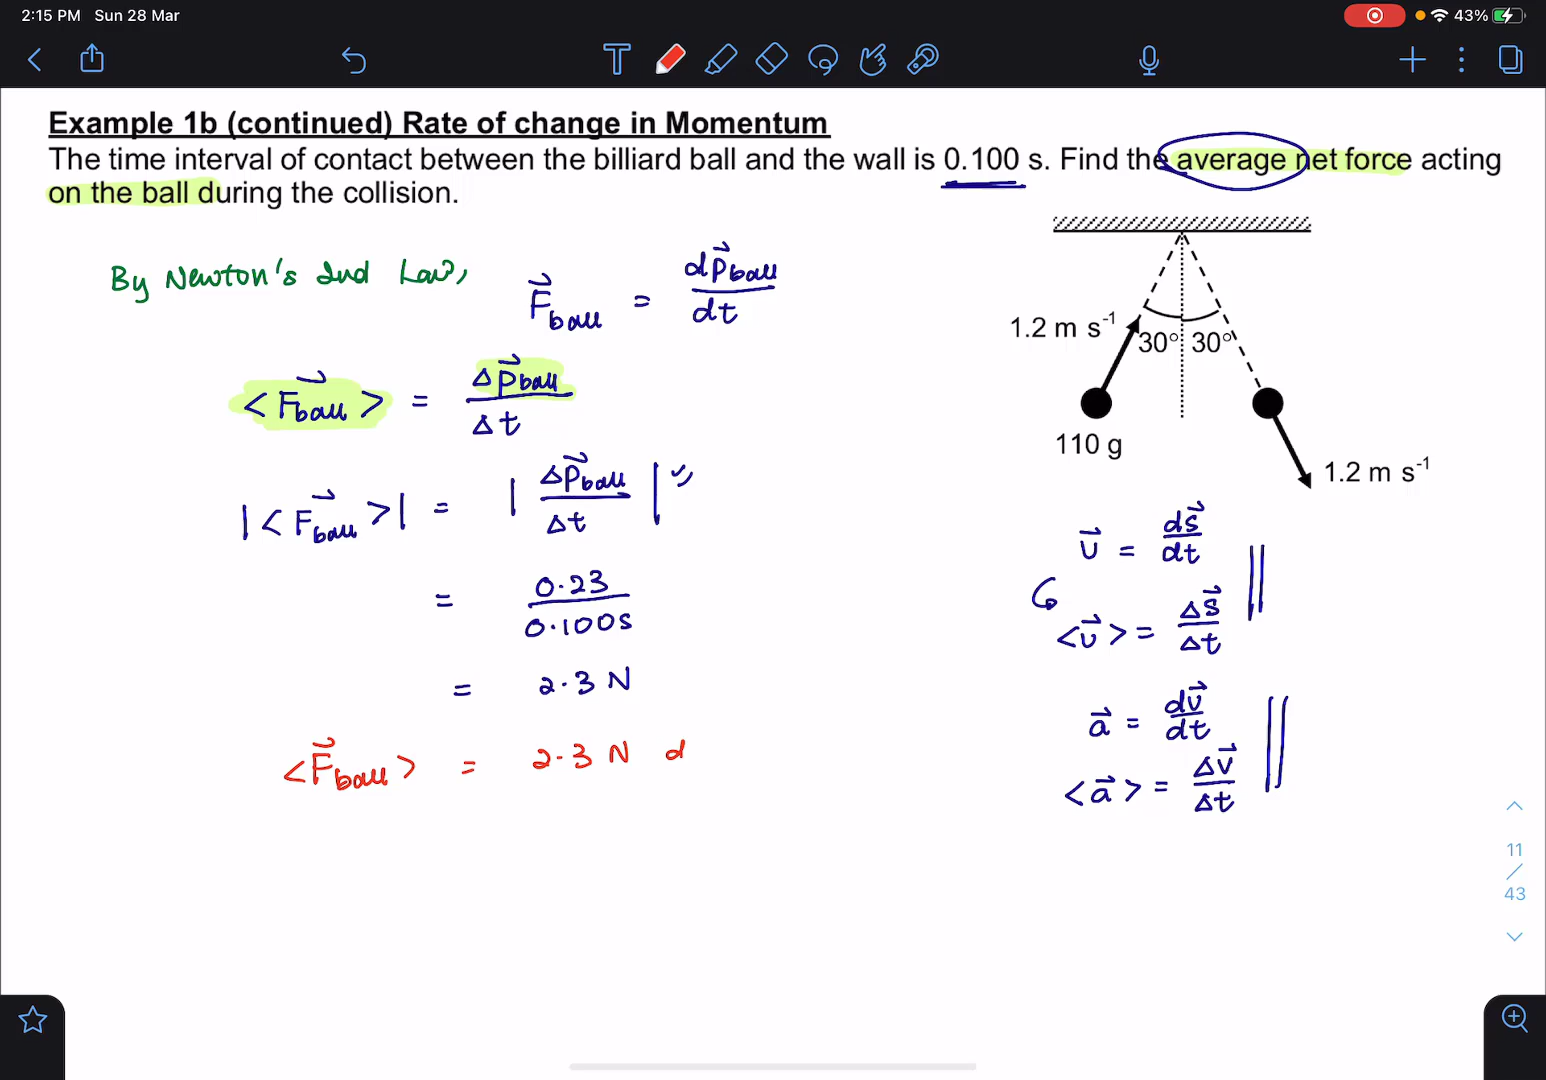 2:15 PM Sun 28 Mar
43%
Example 1b (continued) Rate of change in Momentum
The time interval of contact between the billiard ball and the wall is 0.100 s. Find the average net force acting
on the ball during the collision.
By Newton's 2nd Law,
F⃗ball = dp⃗ball/dt
<F⃗ball> = Δp⃗ball/Δt
|<F⃗ball>| = |Δp⃗ball/Δt|
= 0.23/0.100s
= 2.3 N
<F⃗ball> = 2.3 N d
1.2 m s⁻¹
30° 30°
110 g
1.2 m s⁻¹
v⃗ = ds⃗/dt
<v⃗> = Δs⃗/Δt
a⃗ = dv⃗/dt
<a⃗> = Δv⃗/Δt
11
/
43